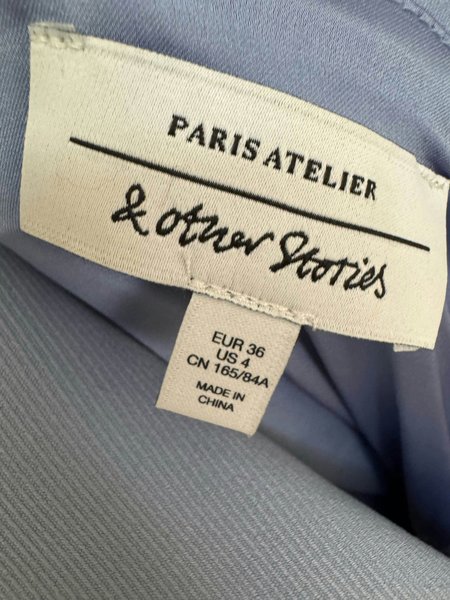 PARIS ATELIER
& other Stories
EUR 36
US 4
CN 165/84A
MADE IN
CHINA